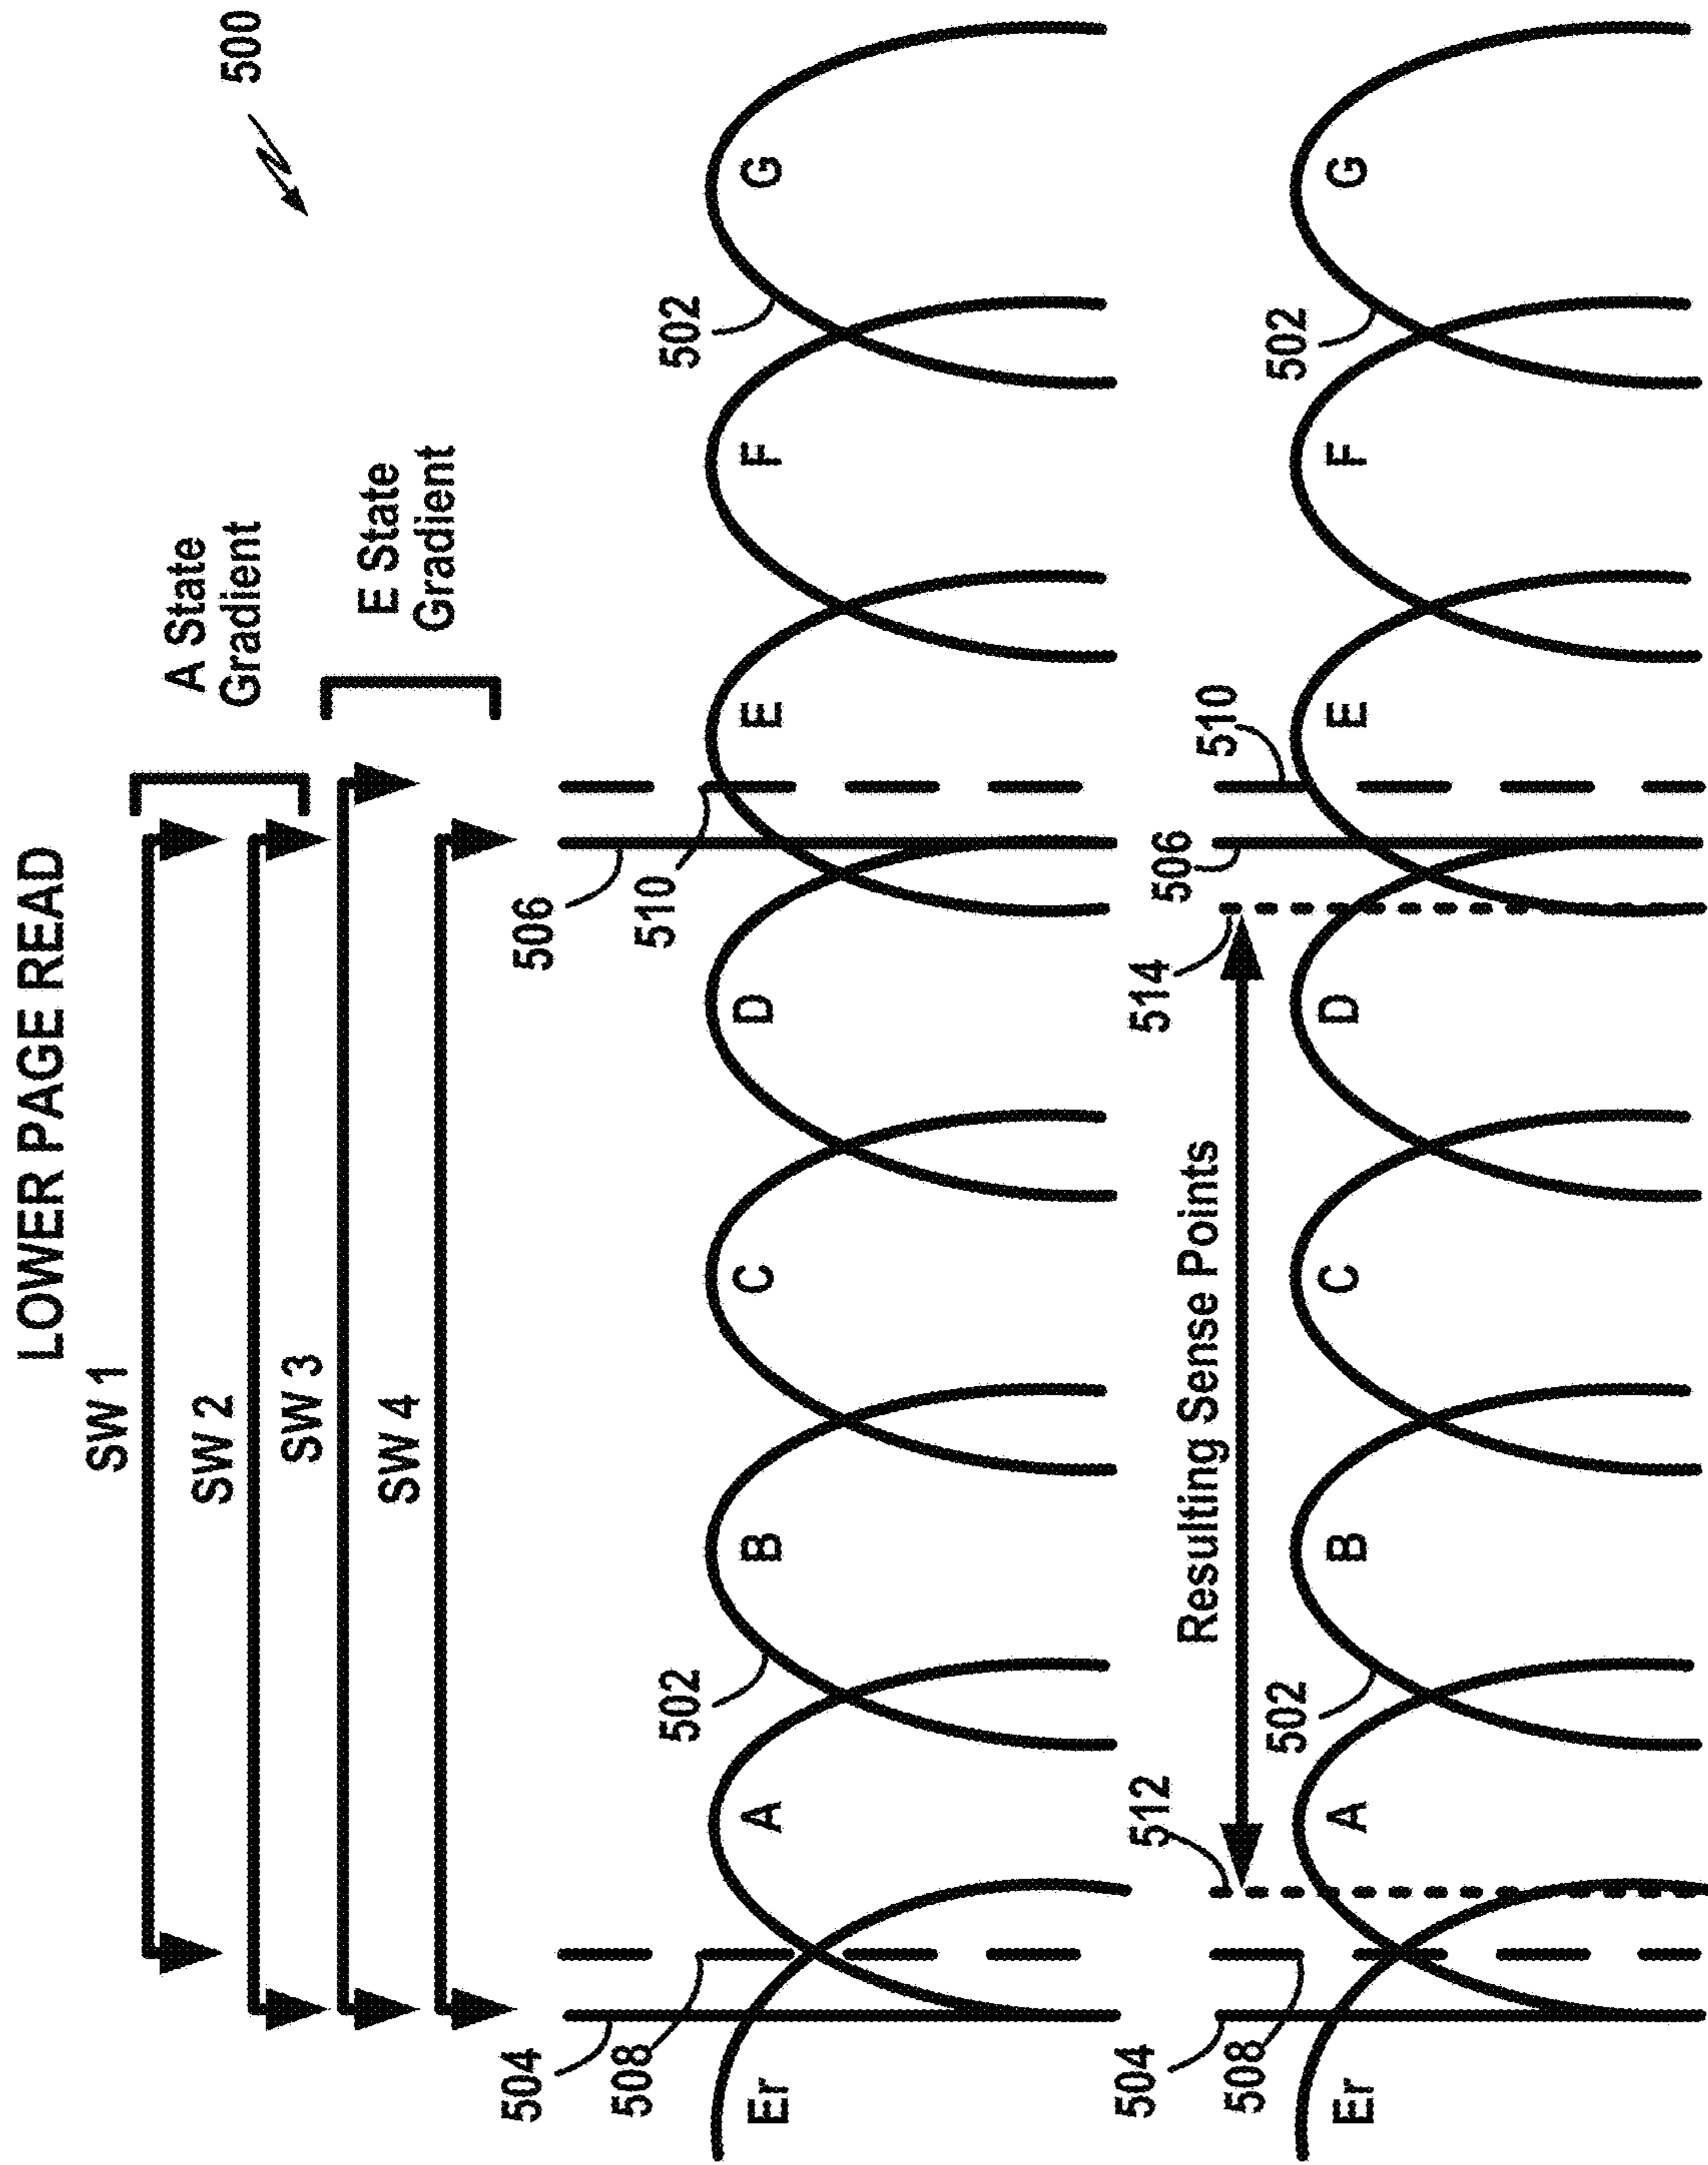 LOWER PAGE READ
500
SW 1
A State
Gradient
SW 2
SW 3
E State
Gradient
SW 4
504
506
508
510
502
502
Er
A
B
C
D
E
F
G
504
512
Resulting Sense Points
514
506
510
508
502
502
Er
A
B
C
D
E
F
G